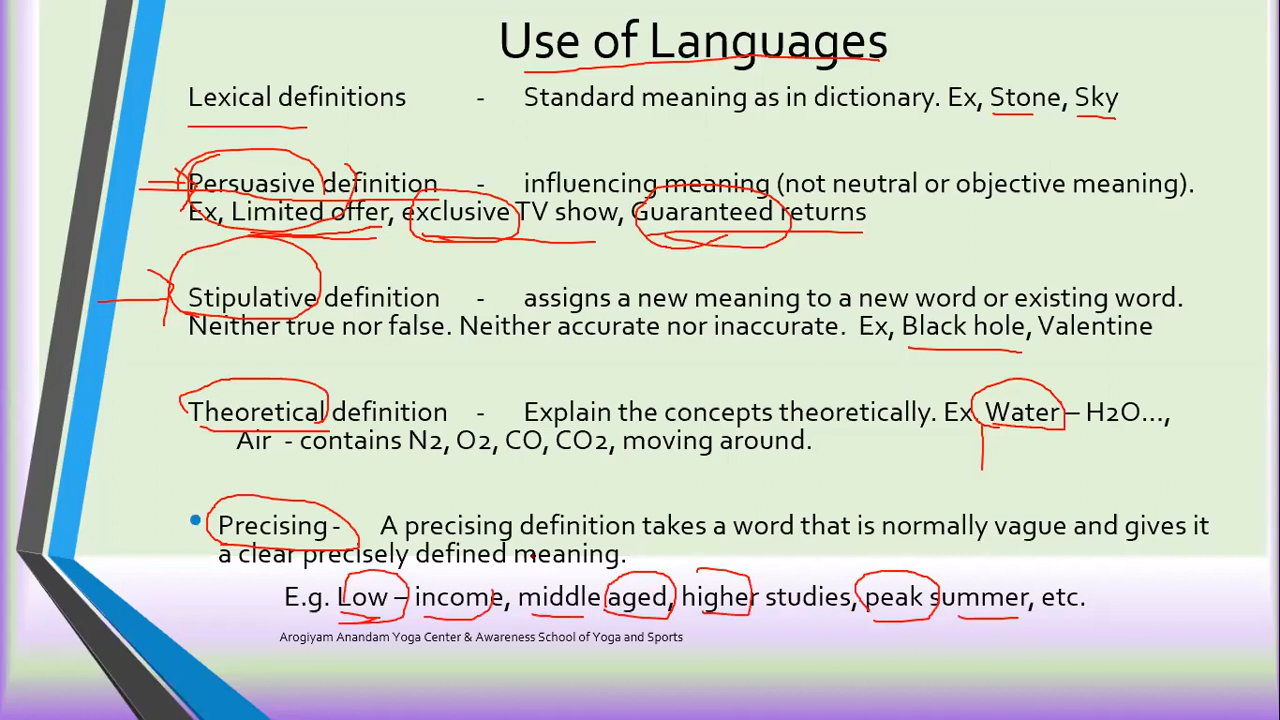 Use of Languages
Lexical definitions - Standard meaning as in dictionary. Ex, Stone, Sky
Persuasive definition - influencing meaning (not neutral or objective meaning).
Ex, Limited offer, exclusive TV show, Guaranteed returns
Stipulative definition - assigns a new meaning to a new word or existing word.
Neither true nor false. Neither accurate nor inaccurate. Ex, Black hole, Valentine
Theoretical definition - Explain the concepts theoretically. Ex Water – H2O...,
Air - contains N2, O2, CO, CO2, moving around.
• Precising - A precising definition takes a word that is normally vague and gives it
a clear precisely defined meaning.
E.g. Low – income, middle aged, higher studies, peak summer, etc.
Arogiyam Anandam Yoga Center & Awareness School of Yoga and Sports